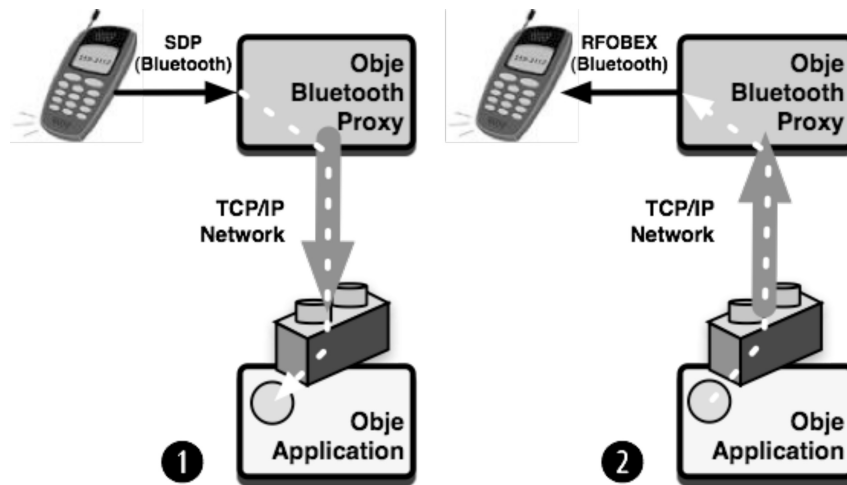 SDP
(Bluetooth)
Obje
Bluetooth
Proxy
TCP/IP
Network
Obje
Application
1
RFOBEX
(Bluetooth)
Obje
Bluetooth
Proxy
TCP/IP
Network
Obje
Application
2